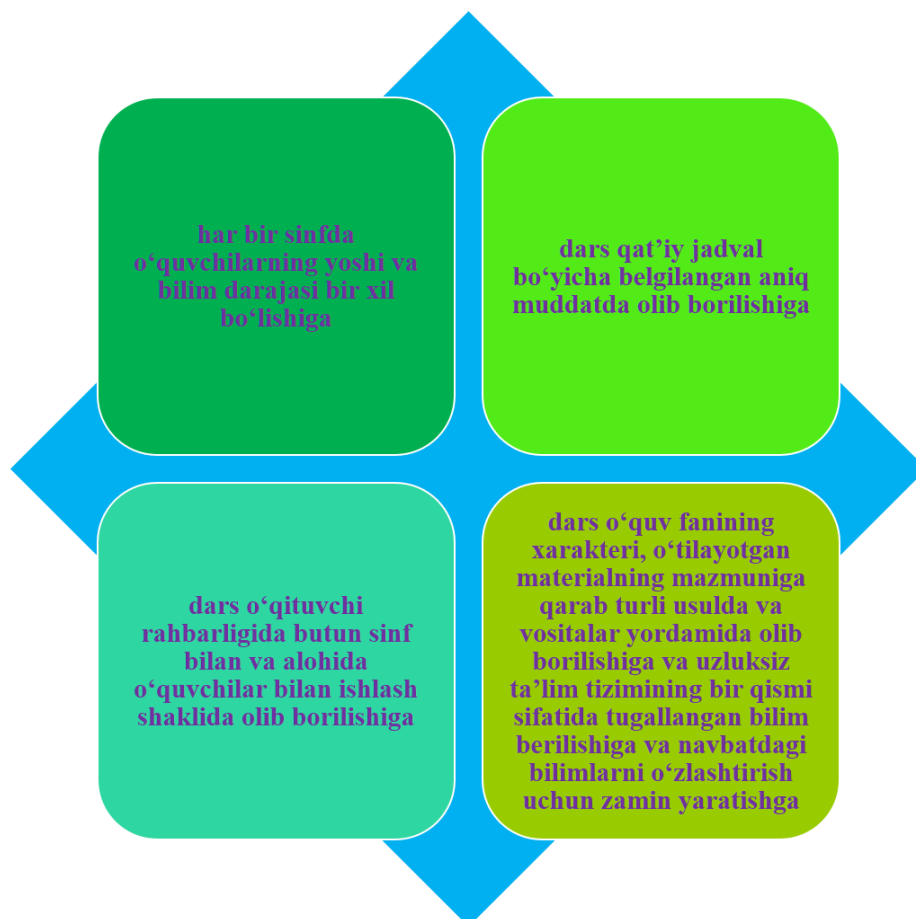 har bir sinfda
o‘quvchilarning yoshi va
bilim darajasi bir xil
bo‘lishiga
dars qat’iy jadval
bo‘yicha belgilangan aniq
muddatda olib borilishiga
dars o‘qituvchi
rahbarligida butun sinf
bilan va alohida
o‘quvchilar bilan ishlash
shaklida olib borilishiga
dars o‘quv fanining
xarakteri, o‘tilayotgan
materialning mazmuniga
qarab turli usulda va
vositalar yordamida olib
borilishiga va uzluksiz
ta’lim tizimining bir qismi
sifatida tugallangan bilim
berilishiga va navbatdagi
bilimlarni o‘zlashtirish
uchun zamin yaratishga